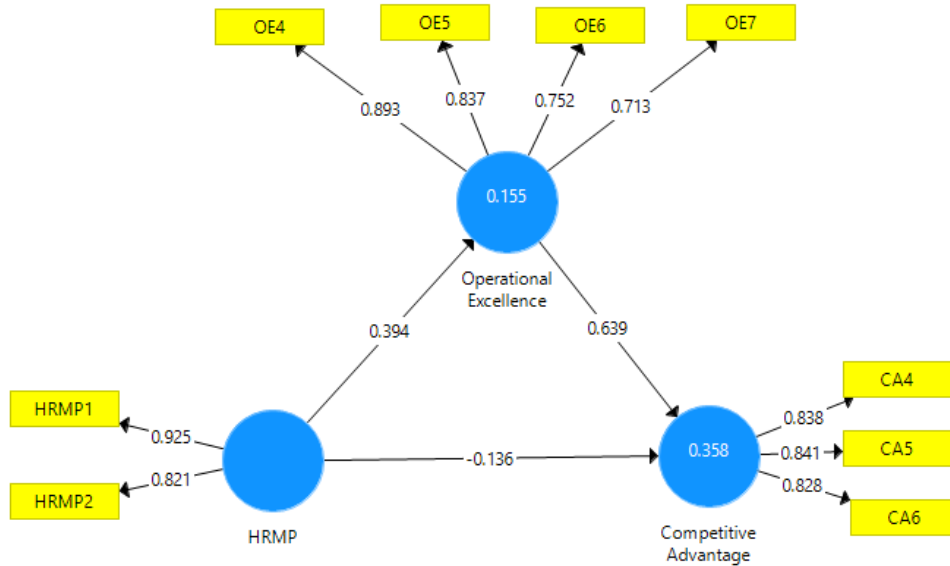 OE4
OE5
OE6
OE7
0.893
0.837
0.752
0.713
0.155
Operational
Excellence
0.394
0.639
HRMP1
HRMP2
0.925
0.821
HRMP
-0.136
0.358
Competitive
Advantage
0.838
0.841
0.828
CA4
CA5
CA6